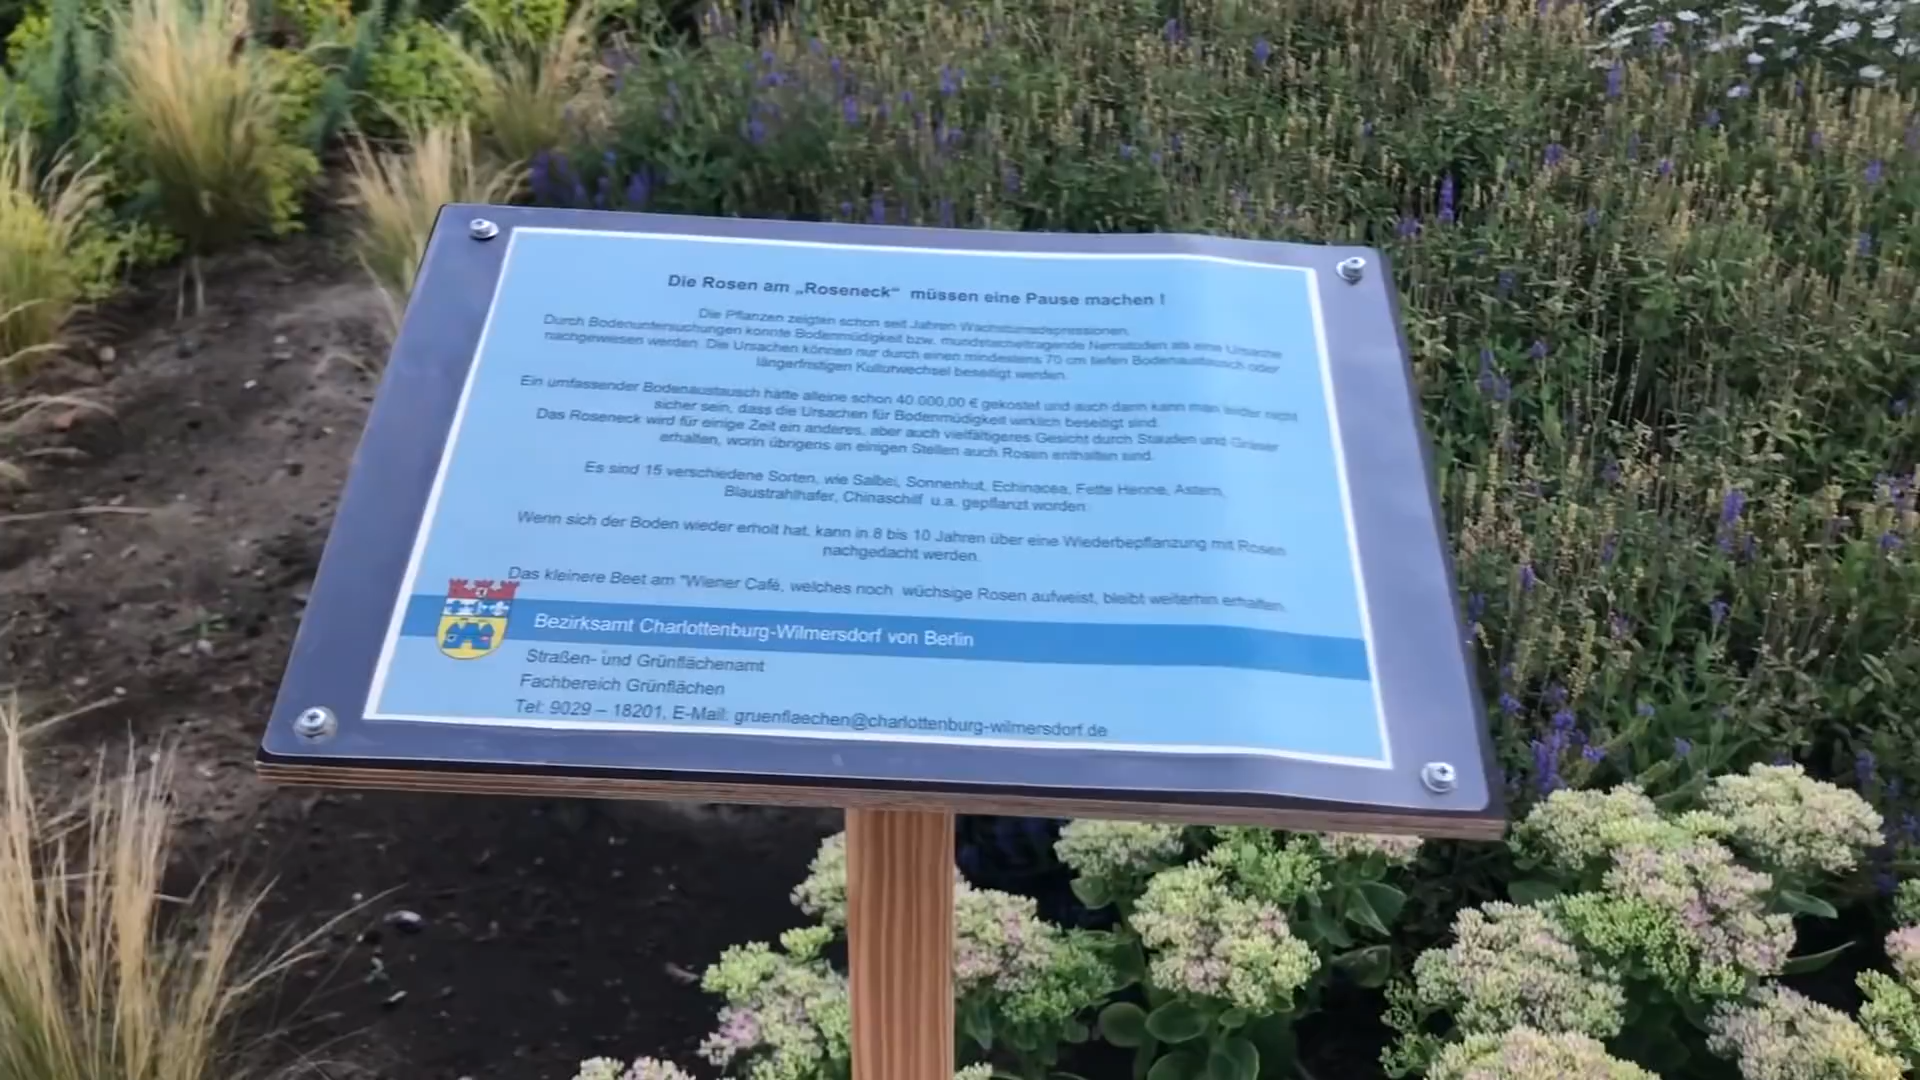 Die Rosen am „Roseneck“ müssen eine Pause machen !
Die Pflanzen zeigten schon seit Jahren Wachstumsdepressionen.
Durch Bodenuntersuchungen konnte Bodenmüdigkeit bzw. mundstacheltragende Nematoden als eine Ursache
nachgewiesen werden. Die Ursachen können nur durch einen mindestens 70 cm tiefen Bodenaustausch oder
längerfristigen Kulturwechsel beseitigt werden.
Ein umfassender Bodenaustausch hätte alleine schon 40.000,00 € gekostet und auch dann kann man leider nicht
sicher sein, dass die Ursachen für Bodenmüdigkeit wirklich beseitigt sind.
Das Roseneck wird für einige Zeit ein anderes, aber auch vielfältigeres Gesicht durch Stauden und Gräser
erhalten, worin übrigens an einigen Stellen auch Rosen enthalten sind.
Es sind 15 verschiedene Sorten, wie Salbei, Sonnenhut, Echinacea, Fette Henne, Astern,
Blaustrahlhafer, Chinaschilf u.a. gepflanzt worden.
Wenn sich der Boden wieder erholt hat, kann in 8 bis 10 Jahren über eine Wiederbepflanzung mit Rosen
nachgedacht werden.
Das kleinere Beet am "Wiener Café, welches noch wüchsige Rosen aufweist, bleibt weiterhin erhalten.
Bezirksamt Charlottenburg-Wilmersdorf von Berlin
Straßen- und Grünflächenamt
Fachbereich Grünflächen
Tel: 9029 – 18201, E-Mail: gruenflaechen@charlottenburg-wilmersdorf.de